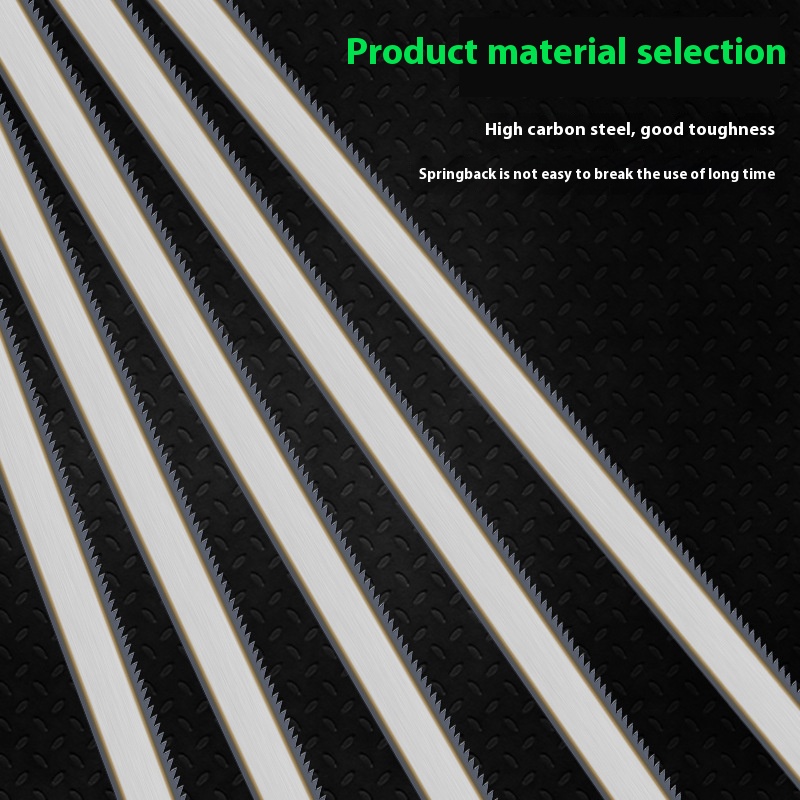 Product material selection
High carbon steel, good toughness
Springback is not easy to break the use of long time